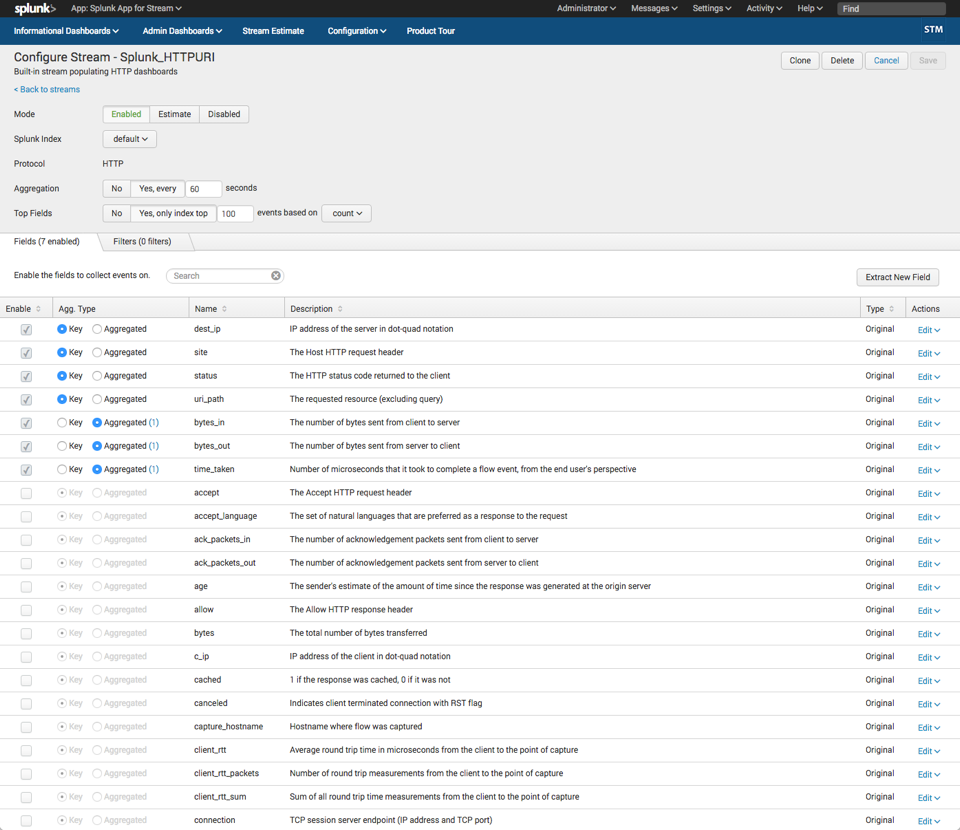 splunk> App: Splunk App for Stream Administrator Messages Settings Activity Help Find
Informational Dashboards Admin Dashboards Stream Estimate Configuration Product Tour STM
Configure Stream - Splunk_HTTPURI Clone Delete Cancel Save
Built-in stream populating HTTP dashboards
< Back to streams
Mode Enabled Estimate Disabled
Splunk Index default
Protocol HTTP
Aggregation No Yes, every 60 seconds
Top Fields No Yes, only index top 100 events based on count
Fields (7 enabled) Filters (0 filters)
Enable the fields to collect events on. Search Extract New Field
Enable Agg. Type Name Description Type Actions
Key Aggregated dest_ip IP address of the server in dot-quad notation Original Edit
Key Aggregated site The Host HTTP request header Original Edit
Key Aggregated status The HTTP status code returned to the client Original Edit
Key Aggregated uri_path The requested resource (excluding query) Original Edit
Key Aggregated (1) bytes_in The number of bytes sent from client to server Original Edit
Key Aggregated (1) bytes_out The number of bytes sent from server to client Original Edit
Key Aggregated (1) time_taken Number of microseconds that it took to complete a flow event, from the end user's perspective Original Edit
Key Aggregated accept The Accept HTTP request header Original Edit
Key Aggregated accept_language The set of natural languages that are preferred as a response to the request Original Edit
Key Aggregated ack_packets_in The number of acknowledgement packets sent from client to server Original Edit
Key Aggregated ack_packets_out The number of acknowledgement packets sent from server to client Original Edit
Key Aggregated age The sender's estimate of the amount of time since the response was generated at the origin server Original Edit
Key Aggregated allow The Allow HTTP response header Original Edit
Key Aggregated bytes The total number of bytes transferred Original Edit
Key Aggregated c_ip IP address of the client in dot-quad notation Original Edit
Key Aggregated cached 1 if the response was cached, 0 if it was not Original Edit
Key Aggregated canceled Indicates client terminated connection with RST flag Original Edit
Key Aggregated capture_hostname Hostname where flow was captured Original Edit
Key Aggregated client_rtt Average round trip time in microseconds from the client to the point of capture Original Edit
Key Aggregated client_rtt_packets Number of round trip measurements from the client to the point of capture Original Edit
Key Aggregated client_rtt_sum Sum of all round trip time measurements from the client to the point of capture Original Edit
Key Aggregated connection TCP session server endpoint (IP address and TCP port) Original Edit